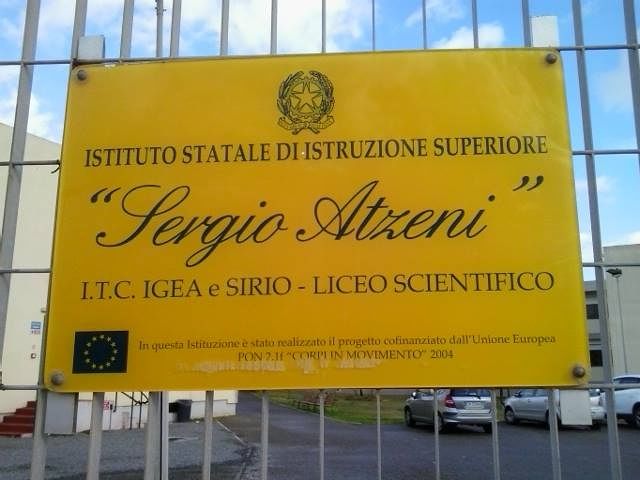 ISTITUTO STATALE DI ISTRUZIONE SUPERIORE
"Sergio Atzeni"
I.T.C. IGEA e SIRIO - LICEO SCIENTIFICO
In questa Istituzione è stato realizzato il progetto cofinanziato dall'Unione Europea
PON 2.1f "CORPI IN MOVIMENTO" 2004